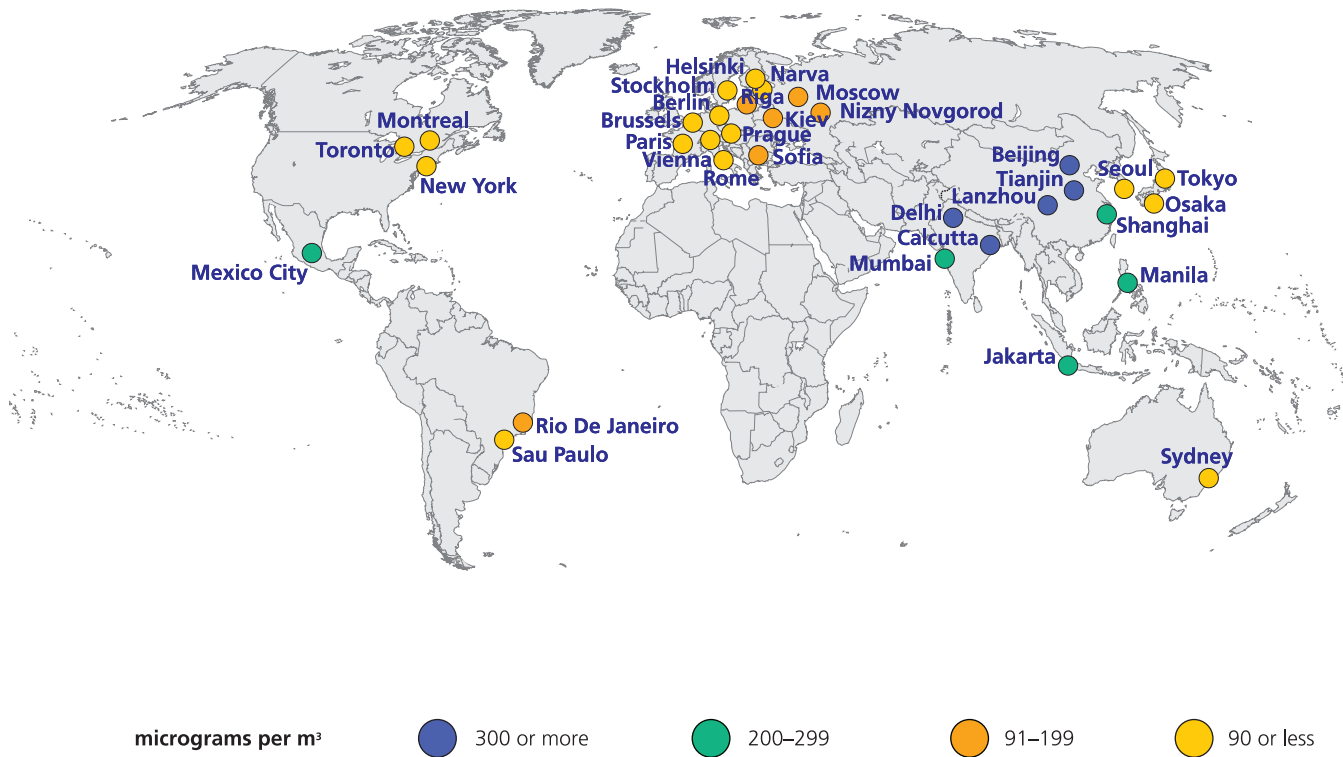 Helsinki
Narva
Stockholm
Moscow
Berlin
Riga
Nizny Novgorod
Montreal
Brussels
Kiev
Toronto
Paris
Prague
Vienna
Sofia
Rome
New York
Beijing
Seoul
Tokyo
Tianjin
Lanzhou
Osaka
Delhi
Shanghai
Calcutta
Mumbai
Mexico City
Manila
Jakarta
Rio De Janeiro
Sau Paulo
Sydney
micrograms per m³
300 or more
200–299
91–199
90 or less